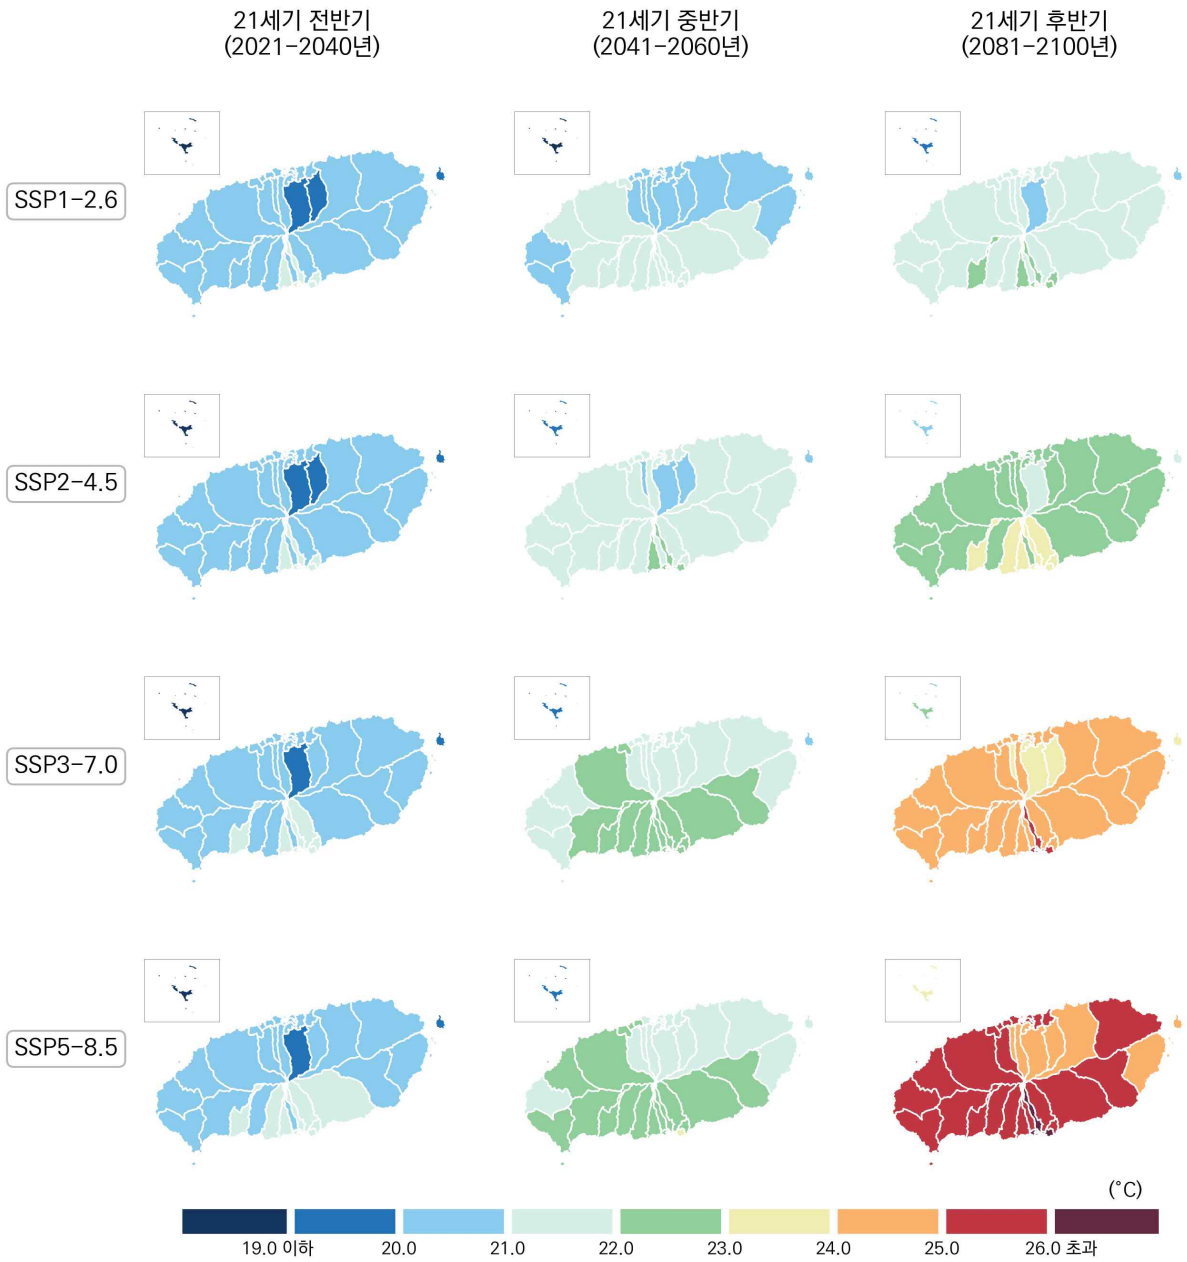 21세기 전반기
(2021-2040년)
21세기 중반기
(2041-2060년)
21세기 후반기
(2081-2100년)
SSP1-2.6
SSP2-4.5
SSP3-7.0
SSP5-8.5
(°C)
19.0 이하 20.0 21.0 22.0 23.0 24.0 25.0 26.0 초과